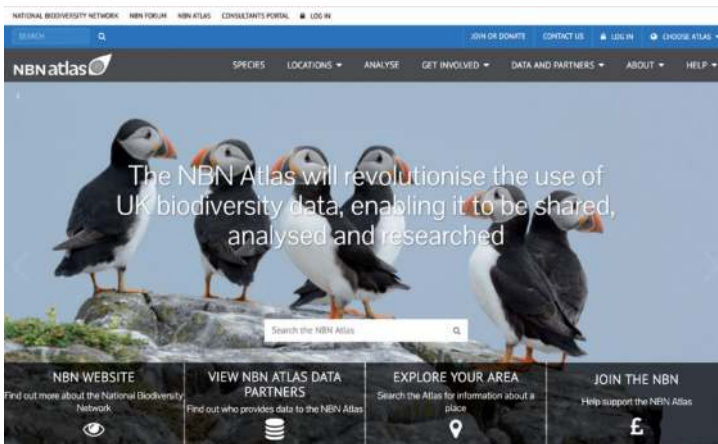 NATIONAL BIODIVERSITY NETWORK NBN FORUM NBN ATLAS CONSULTANTS PORTAL LOG IN
SEARCH JOIN OR DONATE CONTACT US LOG IN CHOOSE ATLAS
NBN atlas SPECIES LOCATIONS ANALYSE GET INVOLVED DATA AND PARTNERS ABOUT HELP
The NBN Atlas will revolutionise the use of
UK biodiversity data, enabling it to be shared,
analysed and researched
Search the NBN Atlas
NBN WEBSITE
Find out more about the National Biodiversity
Network
VIEW NBN ATLAS DATA
PARTNERS
Find out who provides data to the NBN Atlas
EXPLORE YOUR AREA
Search the Atlas for information about a
place
JOIN THE NBN
Help support the NBN Atlas
£